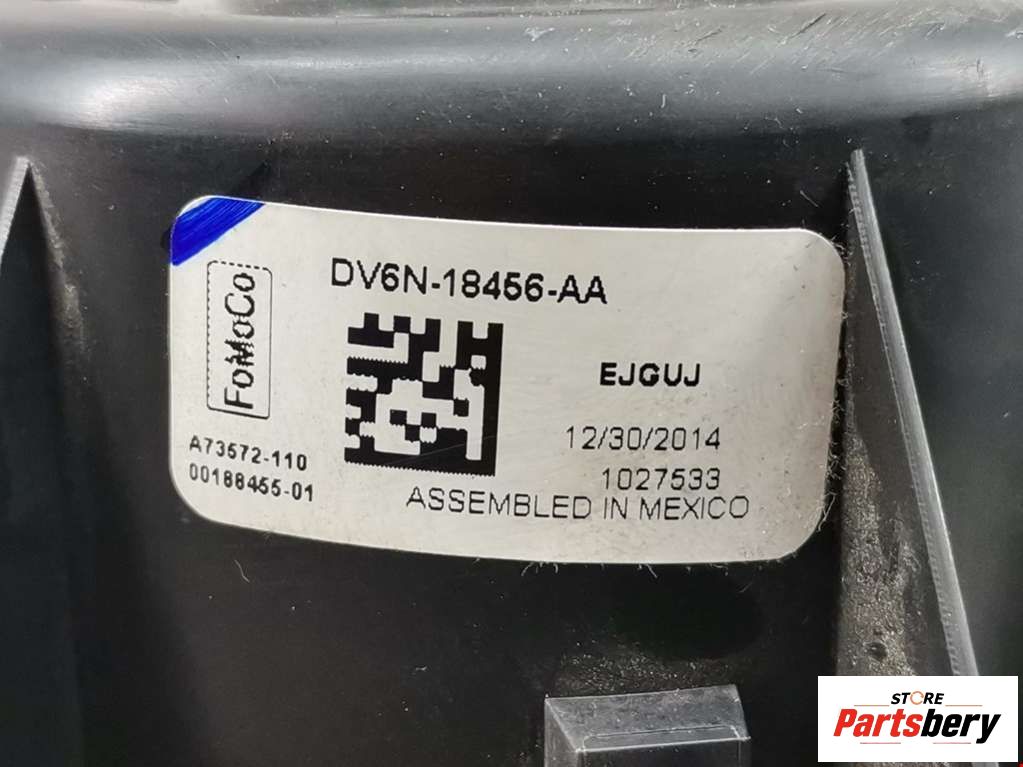 DV6N-18456-AA
FoMoCo
EJGUJ
12/30/2014
A73572-110
1027533
00188455-01
ASSEMBLED IN MEXICO
STORE
Partsbery